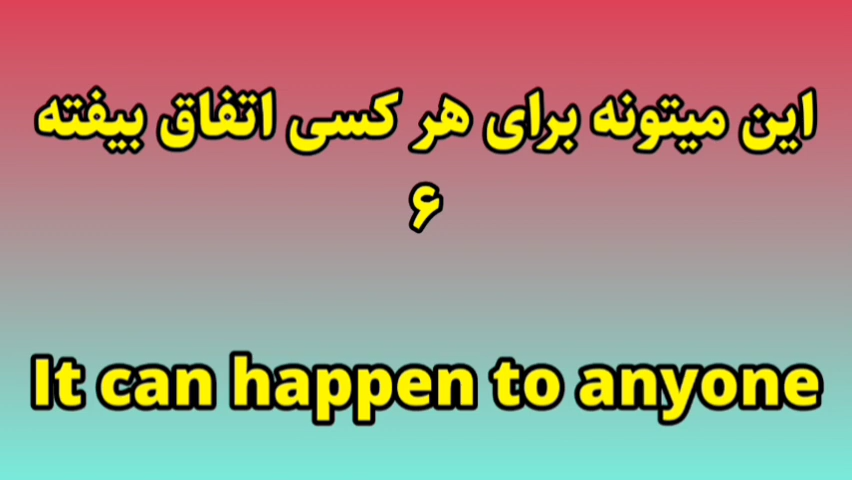 این میتونه برای هر کسی اتفاق بیفته
۶
It can happen to anyone